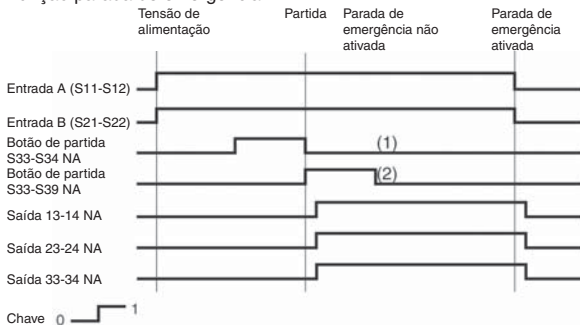 Tensão de
alimentação
Partida
Parada de
emergência não
ativada
Parada de
emergência
ativada
Entrada A (S11-S12)
Entrada B (S21-S22)
Botão de partida
S33-S34 NA
(1)
Botão de partida
S33-S39 NA
(2)
Saída 13-14 NA
Saída 23-24 NA
Saída 33-34 NA
Chave 0 1